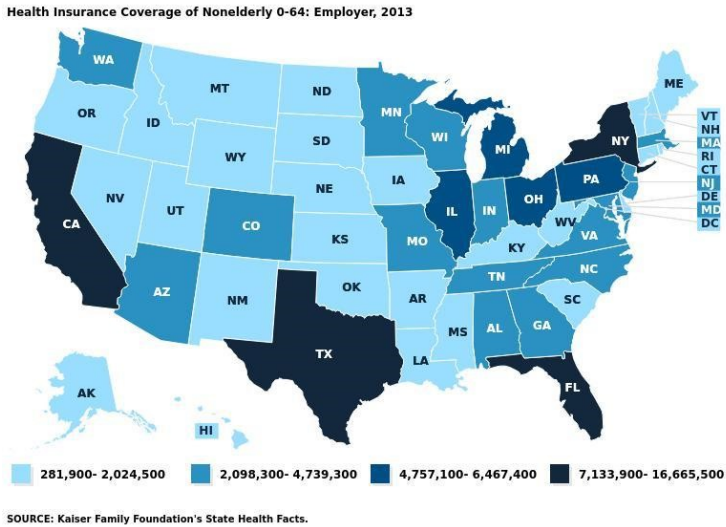 Health Insurance Coverage of Nonelderly 0-64: Employer, 2013
WA
MT
ND
MN
ME
OR
ID
SD
WI
MI
NY
VT
NH
MA
RI
CT
NJ
DE
MD
DC
WY
NE
IA
IL
IN
OH
PA
NV
UT
CO
KS
MO
KY
WV
VA
CA
AZ
NM
OK
AR
TN
NC
SC
TX
LA
MS
AL
GA
FL
AK
HI
281,900- 2,024,500
2,098,300- 4,739,300
4,757,100- 6,467,400
7,133,900- 16,665,500
SOURCE: Kaiser Family Foundation's State Health Facts.